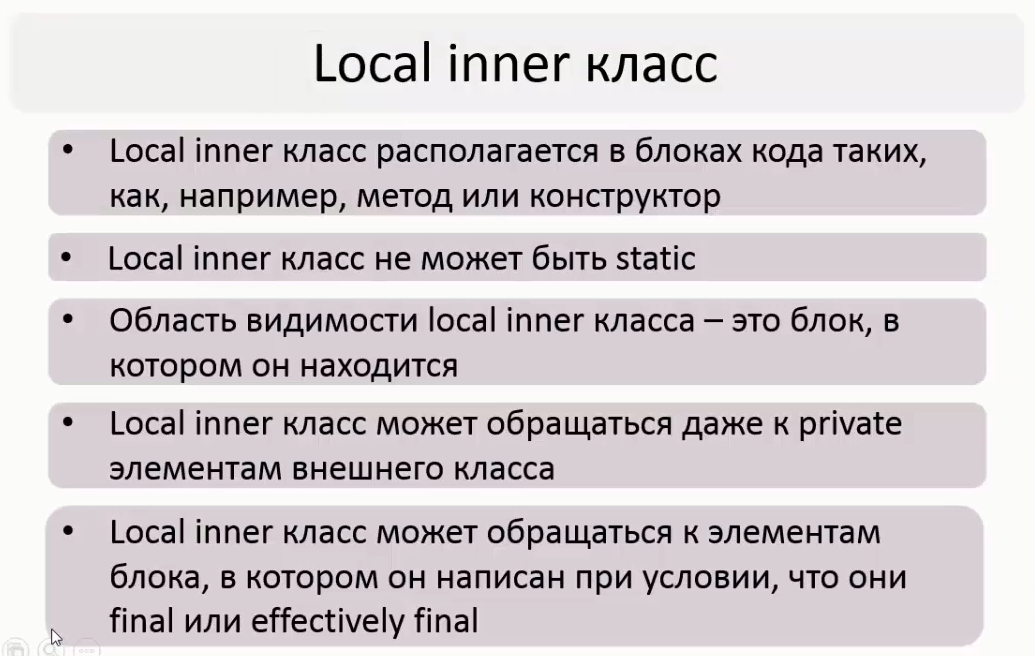 Local inner класс
• Local inner класс располагается в блоках кода таких,
как, например, метод или конструктор
• Local inner класс не может быть static
• Область видимости local inner класса – это блок, в
котором он находится
• Local inner класс может обращаться даже к private
элементам внешнего класса
• Local inner класс может обращаться к элементам
блока, в котором он написан при условии, что они
final или effectively final